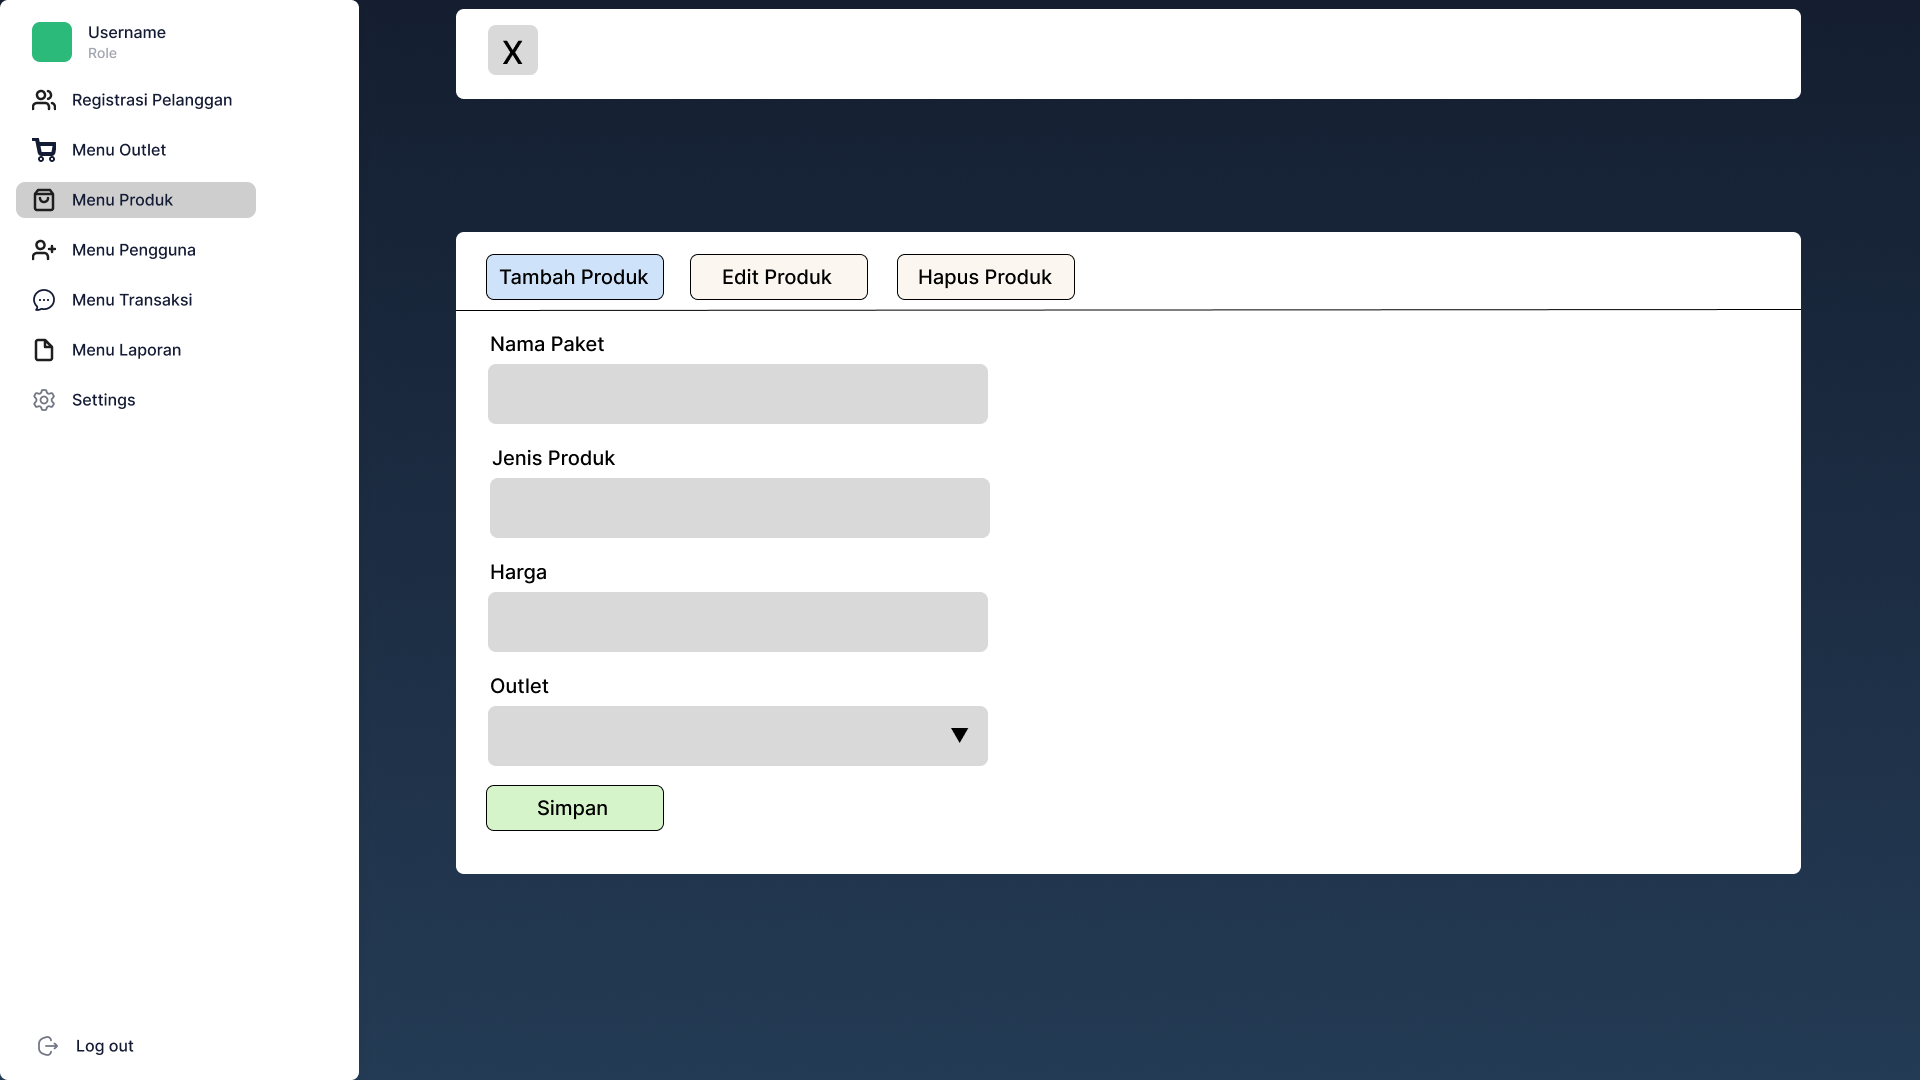 Username
Role
Registrasi Pelanggan
Menu Outlet
Menu Produk
Menu Pengguna
Menu Transaksi
Menu Laporan
Settings
Log out
X
Tambah Produk
Edit Produk
Hapus Produk
Nama Paket
Jenis Produk
Harga
Outlet
Simpan